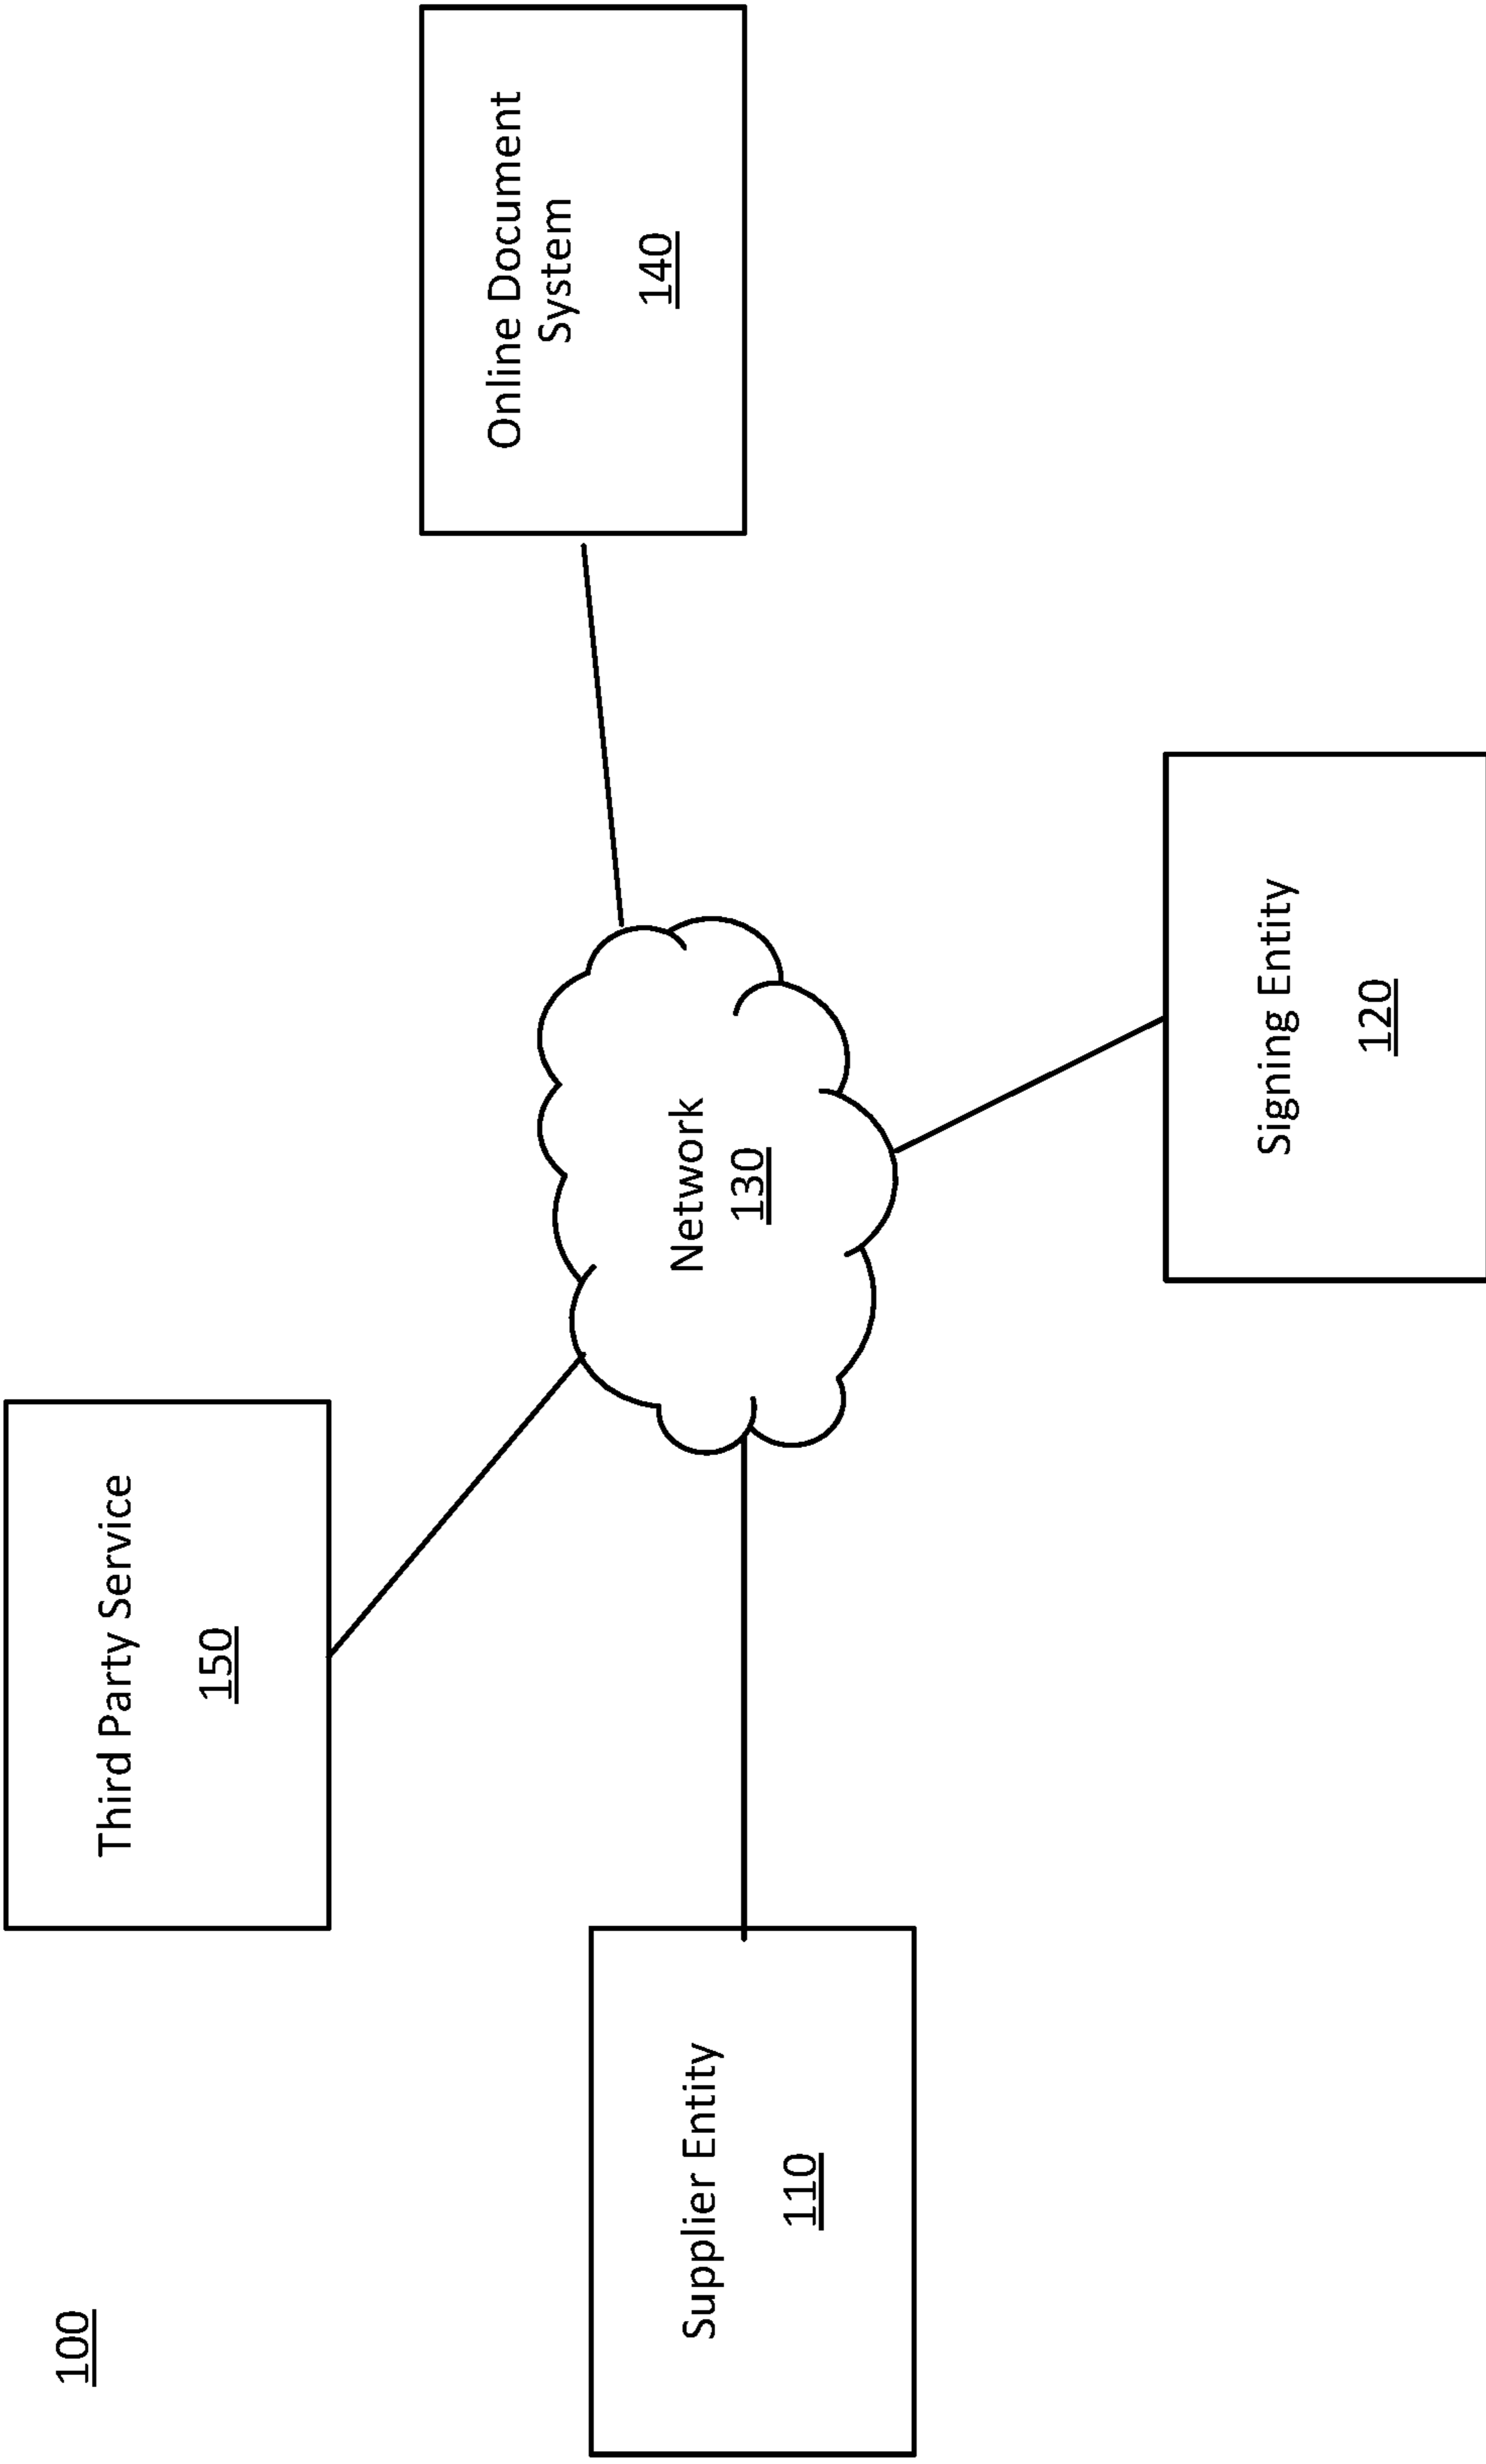 100
Third Party Service
150
Online Document
System
140
Supplier Entity
110
Network
130
Signing Entity
120